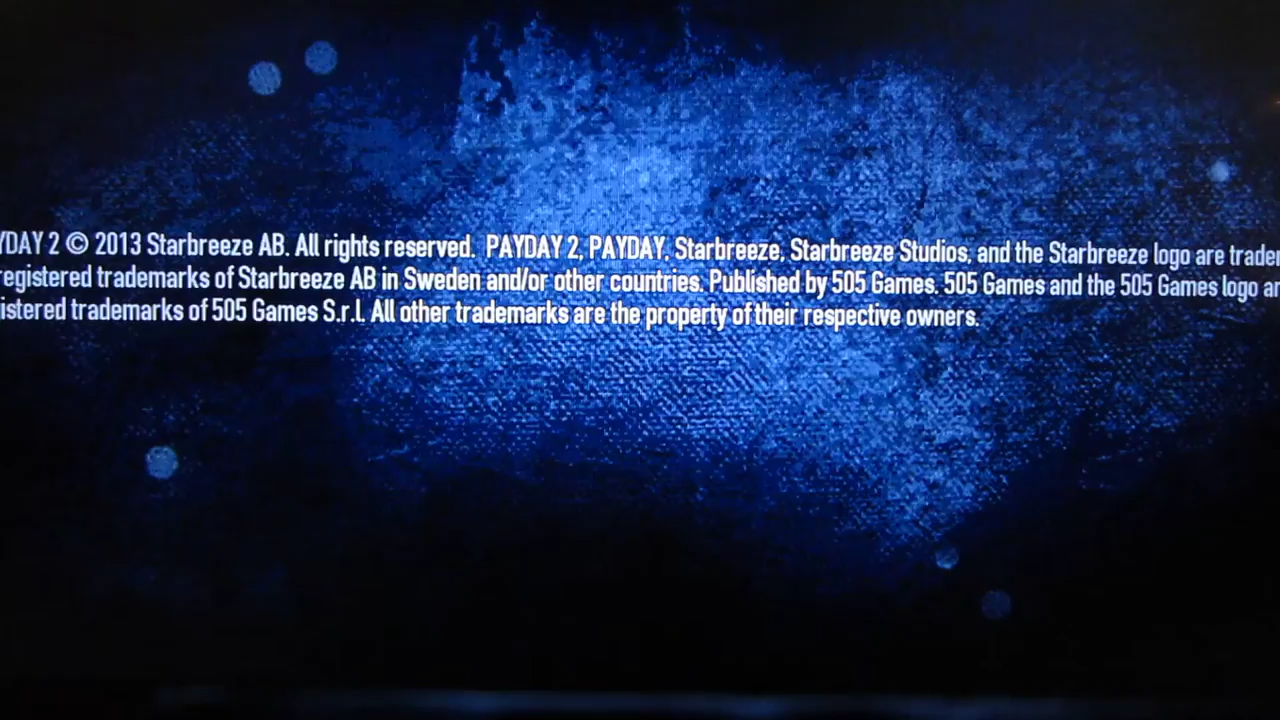 YDAY 2 © 2013 Starbreeze AB. All rights reserved. PAYDAY 2, PAYDAY, Starbreeze, Starbreeze Studios, and the Starbreeze logo are trader
registered trademarks of Starbreeze AB in Sweden and/or other countries. Published by 505 Games. 505 Games and the 505 Games logo ar
istered trademarks of 505 Games S.r.l. All other trademarks are the property of their respective owners.